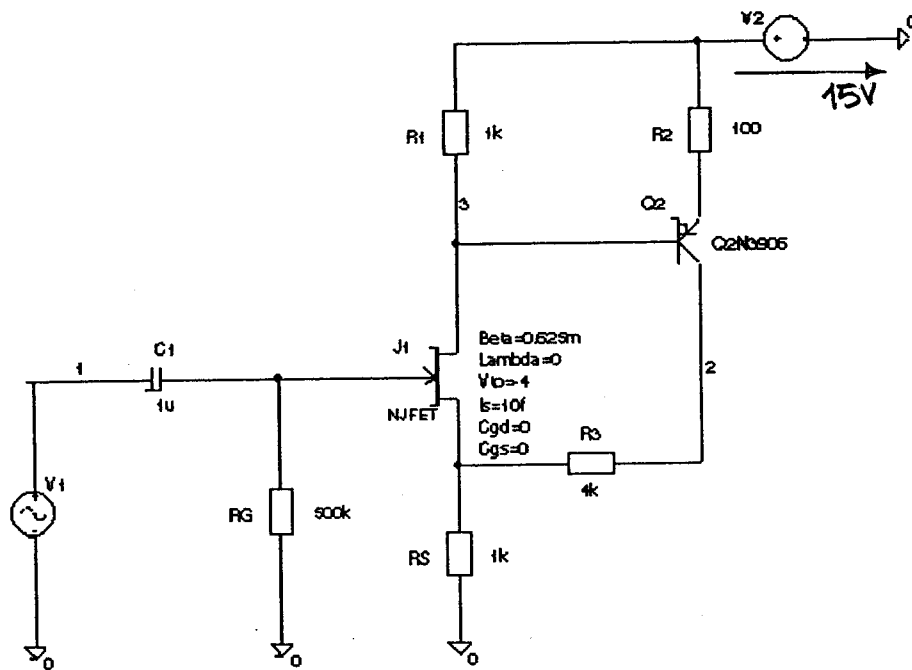 V2
0
15V
R1
1k
R2
100
3
Q2
Q2N3906
J1
NJFET
Beta=0.625m
Lambda=0
Vto=-4
Is=10f
Cgd=0
Cgs=0
2
1
C1
1u
R3
4k
V1
RG
500k
RS
1k
0
0
0